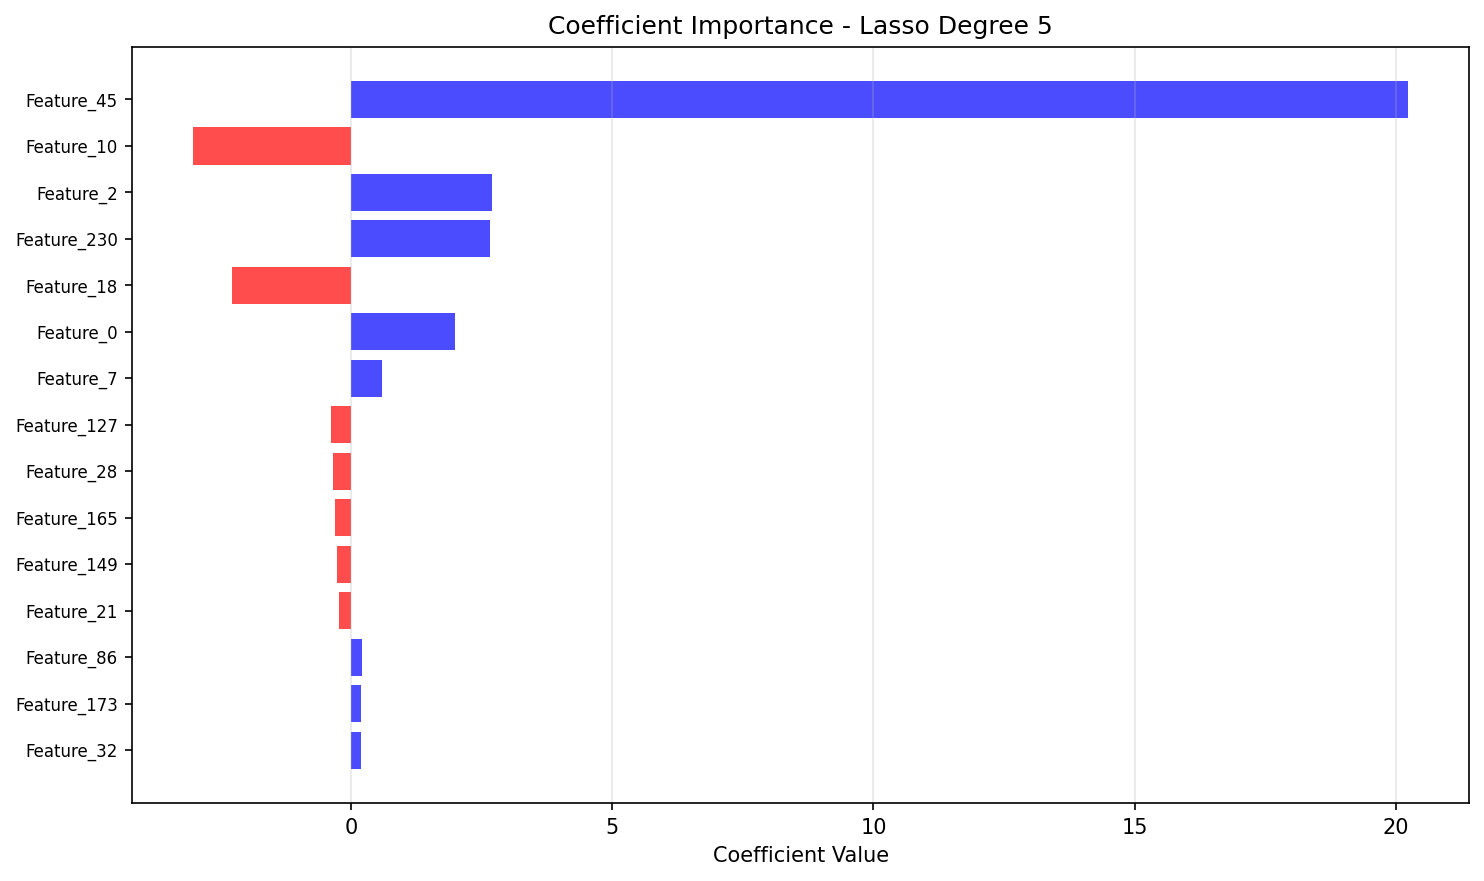 Coefficient Importance - Lasso Degree 5
Feature_45
Feature_10
Feature_2
Feature_230
Feature_18
Feature_0
Feature_7
Feature_127
Feature_28
Feature_165
Feature_149
Feature_21
Feature_86
Feature_173
Feature_32
0 5 10 15 20
Coefficient Value